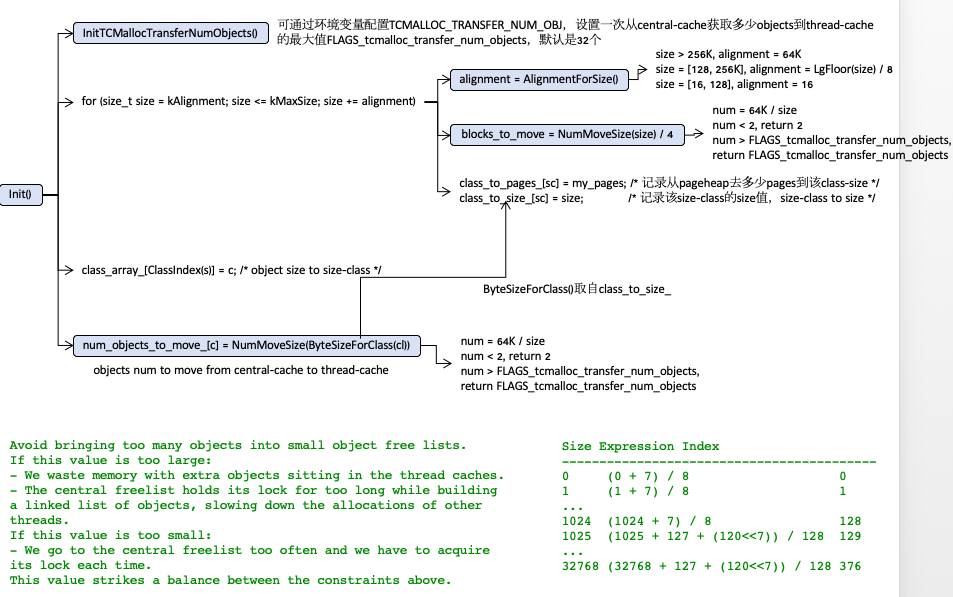 InitTCMallocTransferNumObjects()
可通过环境变量配置TCMALLOC_TRANSFER_NUM_OBJ，设置一次从central-cache获取多少objects到thread-cache
的最大值FLAGS_tcmalloc_transfer_num_objects，默认是32个
for (size_t size = kAlignment; size <= kMaxSize; size += alignment)
alignment = AlignmentForSize()
size > 256K, alignment = 64K
size = [128, 256K], alignment = LgFloor(size) / 8
size = [16, 128], alignment = 16
blocks_to_move = NumMoveSize(size) / 4
num = 64K / size
num < 2, return 2
num > FLAGS_tcmalloc_transfer_num_objects,
return FLAGS_tcmalloc_transfer_num_objects
Init()
class_to_pages_[sc] = my_pages; /* 记录从pageheap去多少pages到该class-size */
class_to_size_[sc] = size; /* 记录该size-class的size值，size-class to size */
class_array_[ClassIndex(s)] = c; /* object size to size-class */
ByteSizeForClass()取自class_to_size_
num_objects_to_move_[c] = NumMoveSize(ByteSizeForClass(cl))
objects num to move from central-cache to thread-cache
num = 64K / size
num < 2, return 2
num > FLAGS_tcmalloc_transfer_num_objects,
return FLAGS_tcmalloc_transfer_num_objects
Avoid bringing too many objects into small object free lists.
If this value is too large:
- We waste memory with extra objects sitting in the thread caches.
- The central freelist holds its lock for too long while building
a linked list of objects, slowing down the allocations of other
threads.
If this value is too small:
- We go to the central freelist too often and we have to acquire
its lock each time.
This value strikes a balance between the constraints above.
Size Expression Index
------------------------------------------
0 (0 + 7) / 8 0
1 (1 + 7) / 8 1
...
1024 (1024 + 7) / 8 128
1025 (1025 + 127 + (120<<7)) / 128 129
...
32768 (32768 + 127 + (120<<7)) / 128 376